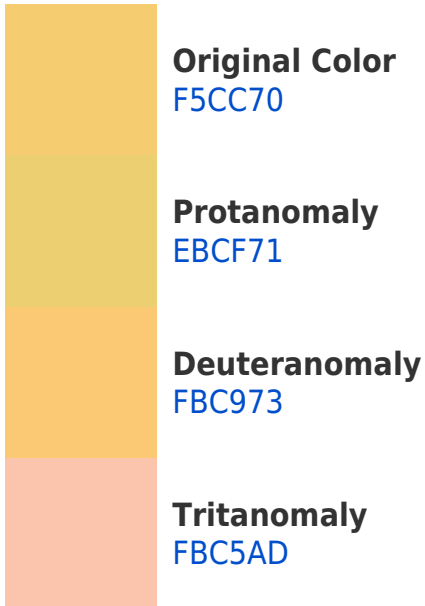 Original Color
F5CC70
Protanomaly
EBCF71
Deuteranomaly
FBC973
Tritanomaly
FBC5AD